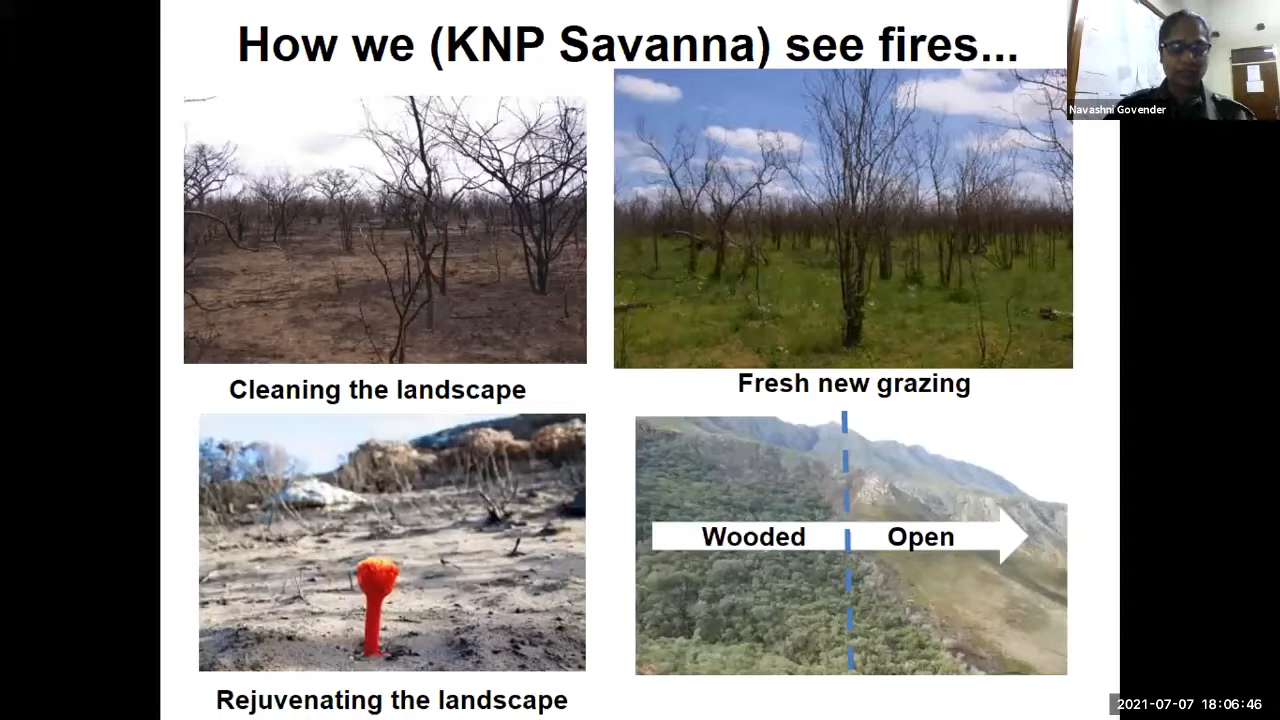 How we (KNP Savanna) see fires...
Navashni Govender
Cleaning the landscape
Fresh new grazing
Wooded
Open
Rejuvenating the landscape
2021-07-07 18:06:46